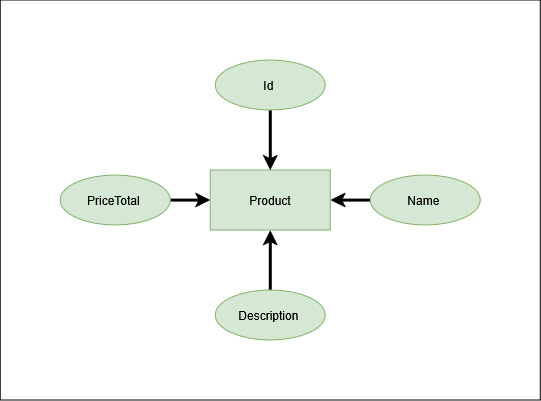 Id
PriceTotal
Product
Name
Description